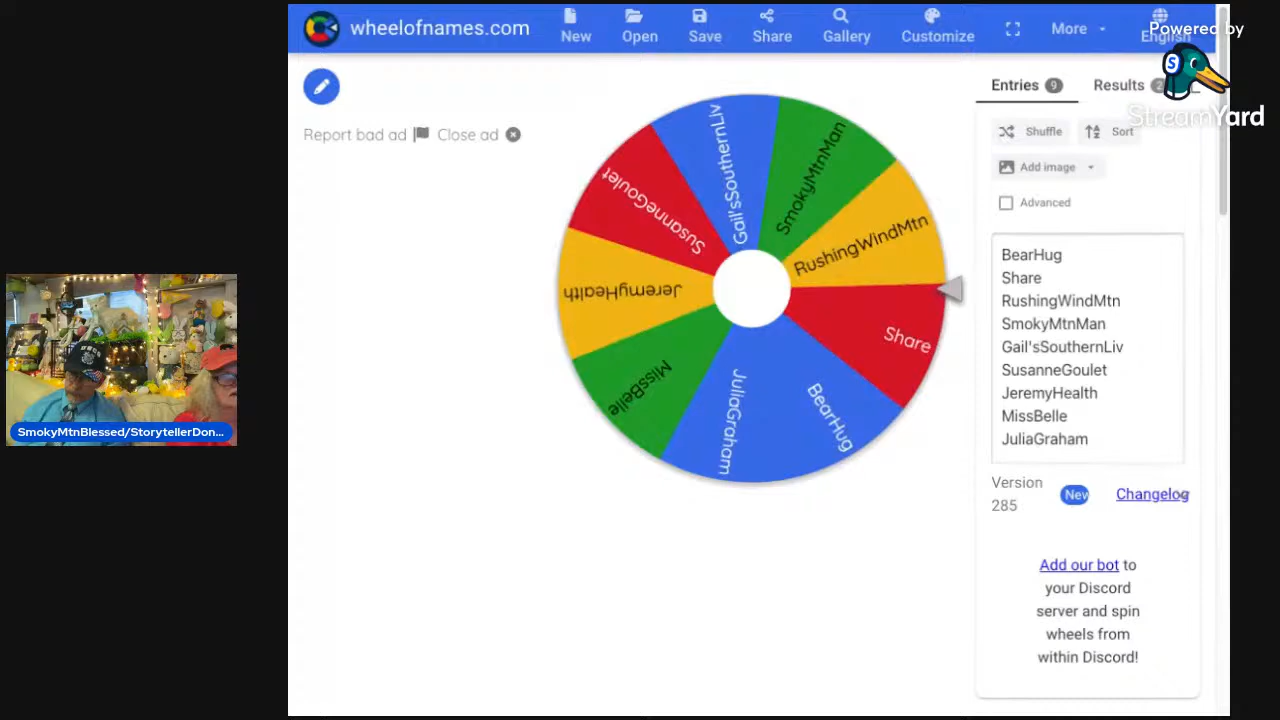 wheelofnames.com
New
Open
Save
Share
Gallery
Customize
More
English
Powered by
StreamYard
Report bad ad
Close ad
Entries 9
Results 2
Shuffle
Sort
Add image
Advanced
BearHug
Share
RushingWindMtn
SmokyMtnMan
Gail'sSouthernLiv
SusanneGoulet
JeremyHealth
MissBelle
JuliaGraham
Gail'sSouthernLiv
SmokyMtnMan
RushingWindMtn
Share
BearHug
JuliaGraham
MissBelle
JeremyHealth
SusanneGoulet
Version
285
New
Changelog
Add our bot to
your Discord
server and spin
wheels from
within Discord!
SmokyMtnBlessed/StorytellerDon...